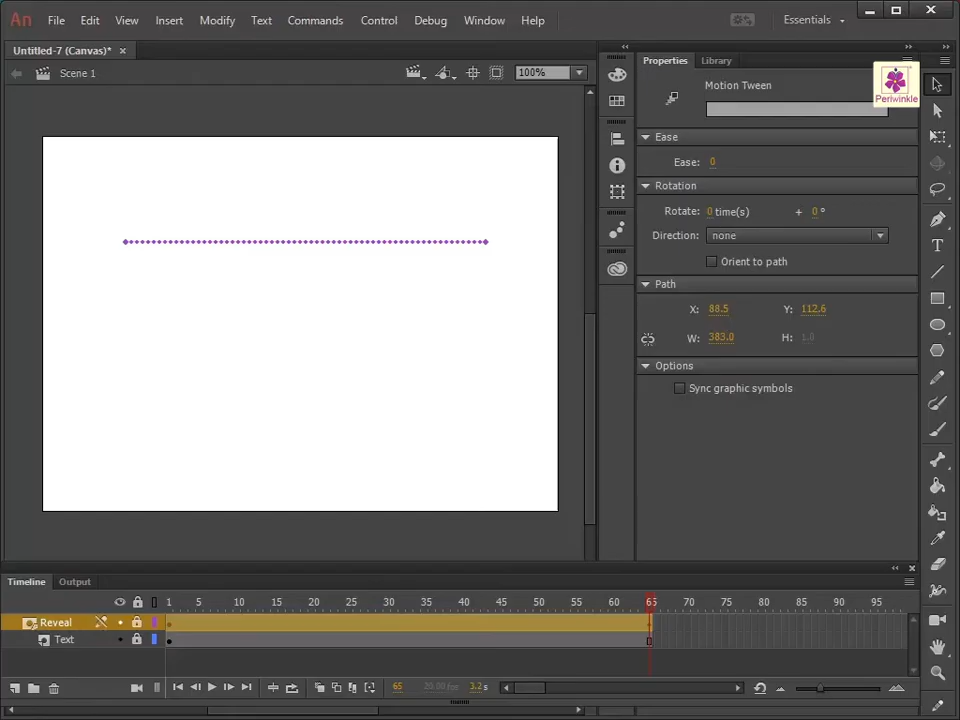 An File Edit View Insert Modify Text Commands Control Debug Window Help Essentials
Untitled-7 (Canvas)* ×
Scene 1 100%
Properties Library
Motion Tween
Periwinkle
Ease
Ease: 0
Rotation
Rotate: 0 time(s) + 0 °
Direction: none
Orient to path
Path
X: 88.5 Y: 112.6
W: 383.0 H: 1.0
Options
Sync graphic symbols
T
Timeline Output
1 5 10 15 20 25 30 35 40 45 50 55 60 65 70 75 80 85 90 95
Reveal
Text
65 20.00 fps 3.2 s